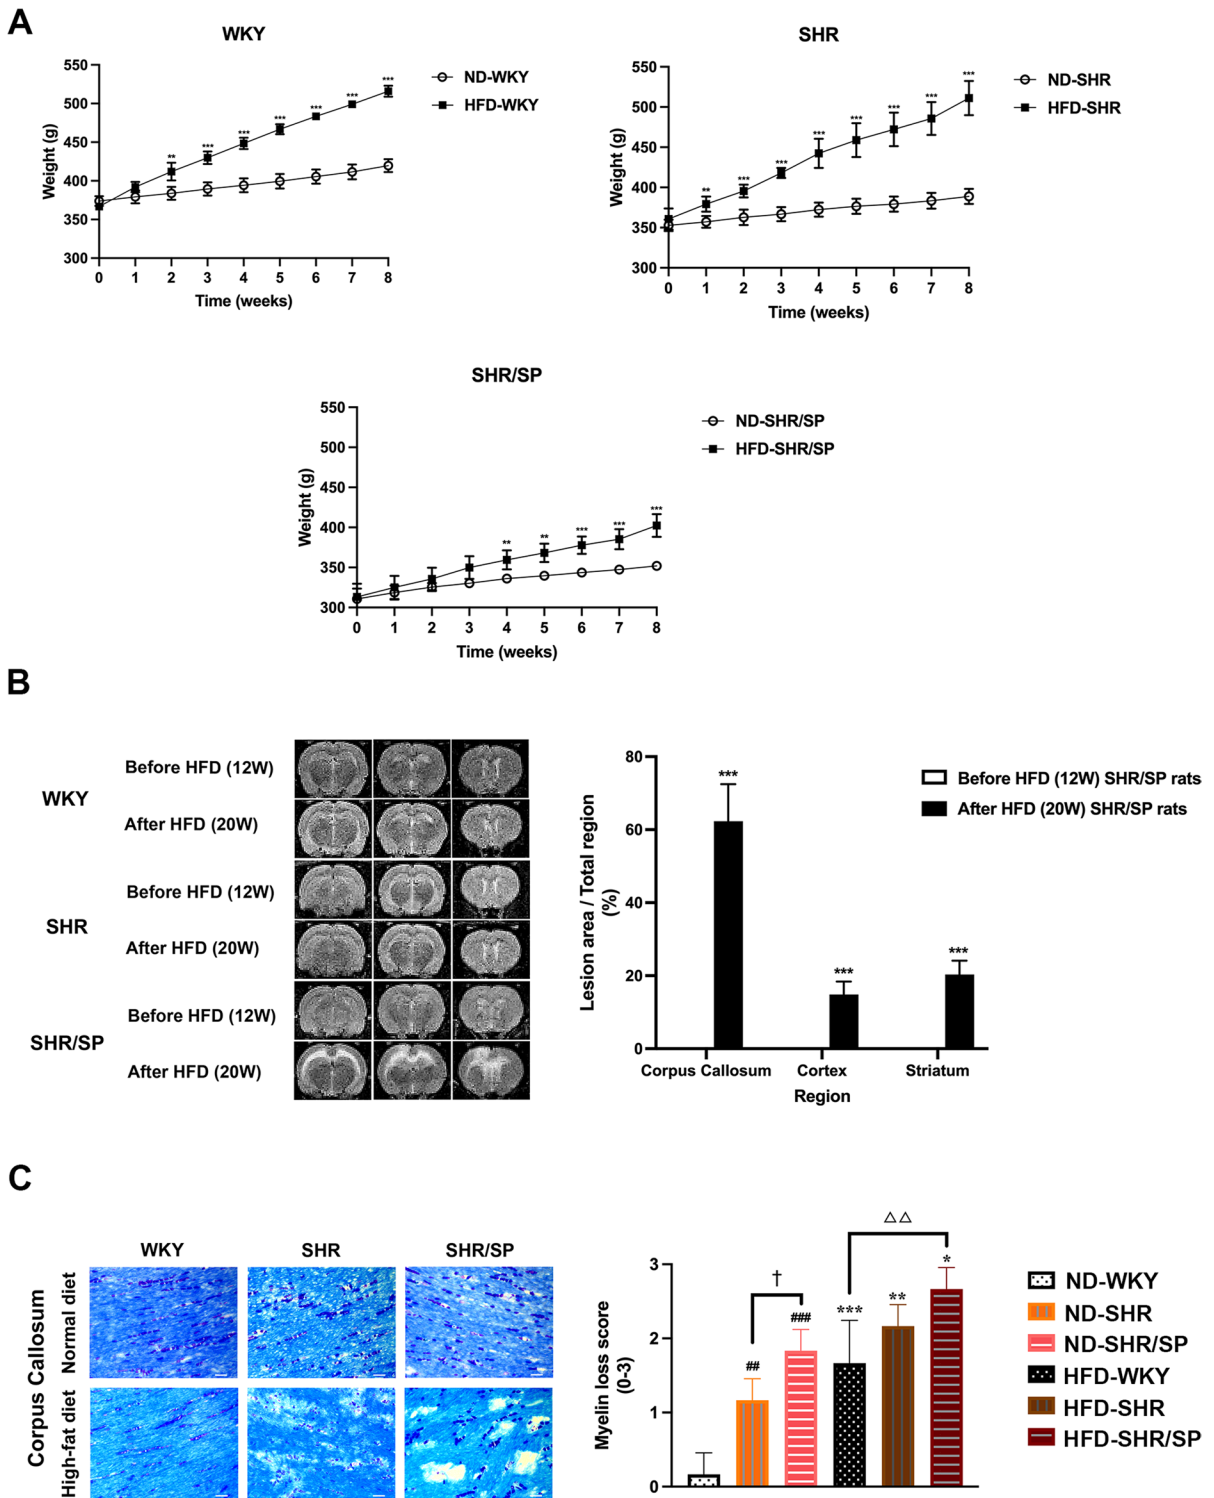 A
WKY
550
500
450
400
350
300
Weight (g)
** *** *** *** *** *** ***
0 1 2 3 4 5 6 7 8
Time (weeks)
ND-WKY
HFD-WKY
SHR
550
500
450
400
350
300
Weight (g)
** *** *** *** *** *** *** ***
0 1 2 3 4 5 6 7 8
Time (weeks)
ND-SHR
HFD-SHR
SHR/SP
550
500
450
400
350
300
Weight (g)
** ** *** *** ***
0 1 2 3 4 5 6 7 8
Time (weeks)
ND-SHR/SP
HFD-SHR/SP
B
WKY
Before HFD (12W)
After HFD (20W)
SHR
Before HFD (12W)
After HFD (20W)
SHR/SP
Before HFD (12W)
After HFD (20W)
Lesion area / Total region
(%)
80
60
40
20
0
*** *** ***
Corpus Callosum Cortex Striatum
Region
Before HFD (12W) SHR/SP rats
After HFD (20W) SHR/SP rats
C
WKY SHR SHR/SP
Corpus Callosum
Normal diet
High-fat diet
Myelin loss score
(0-3)
3
2
1
0
△△
†
## ### *** ** *
ND-WKY
ND-SHR
ND-SHR/SP
HFD-WKY
HFD-SHR
HFD-SHR/SP